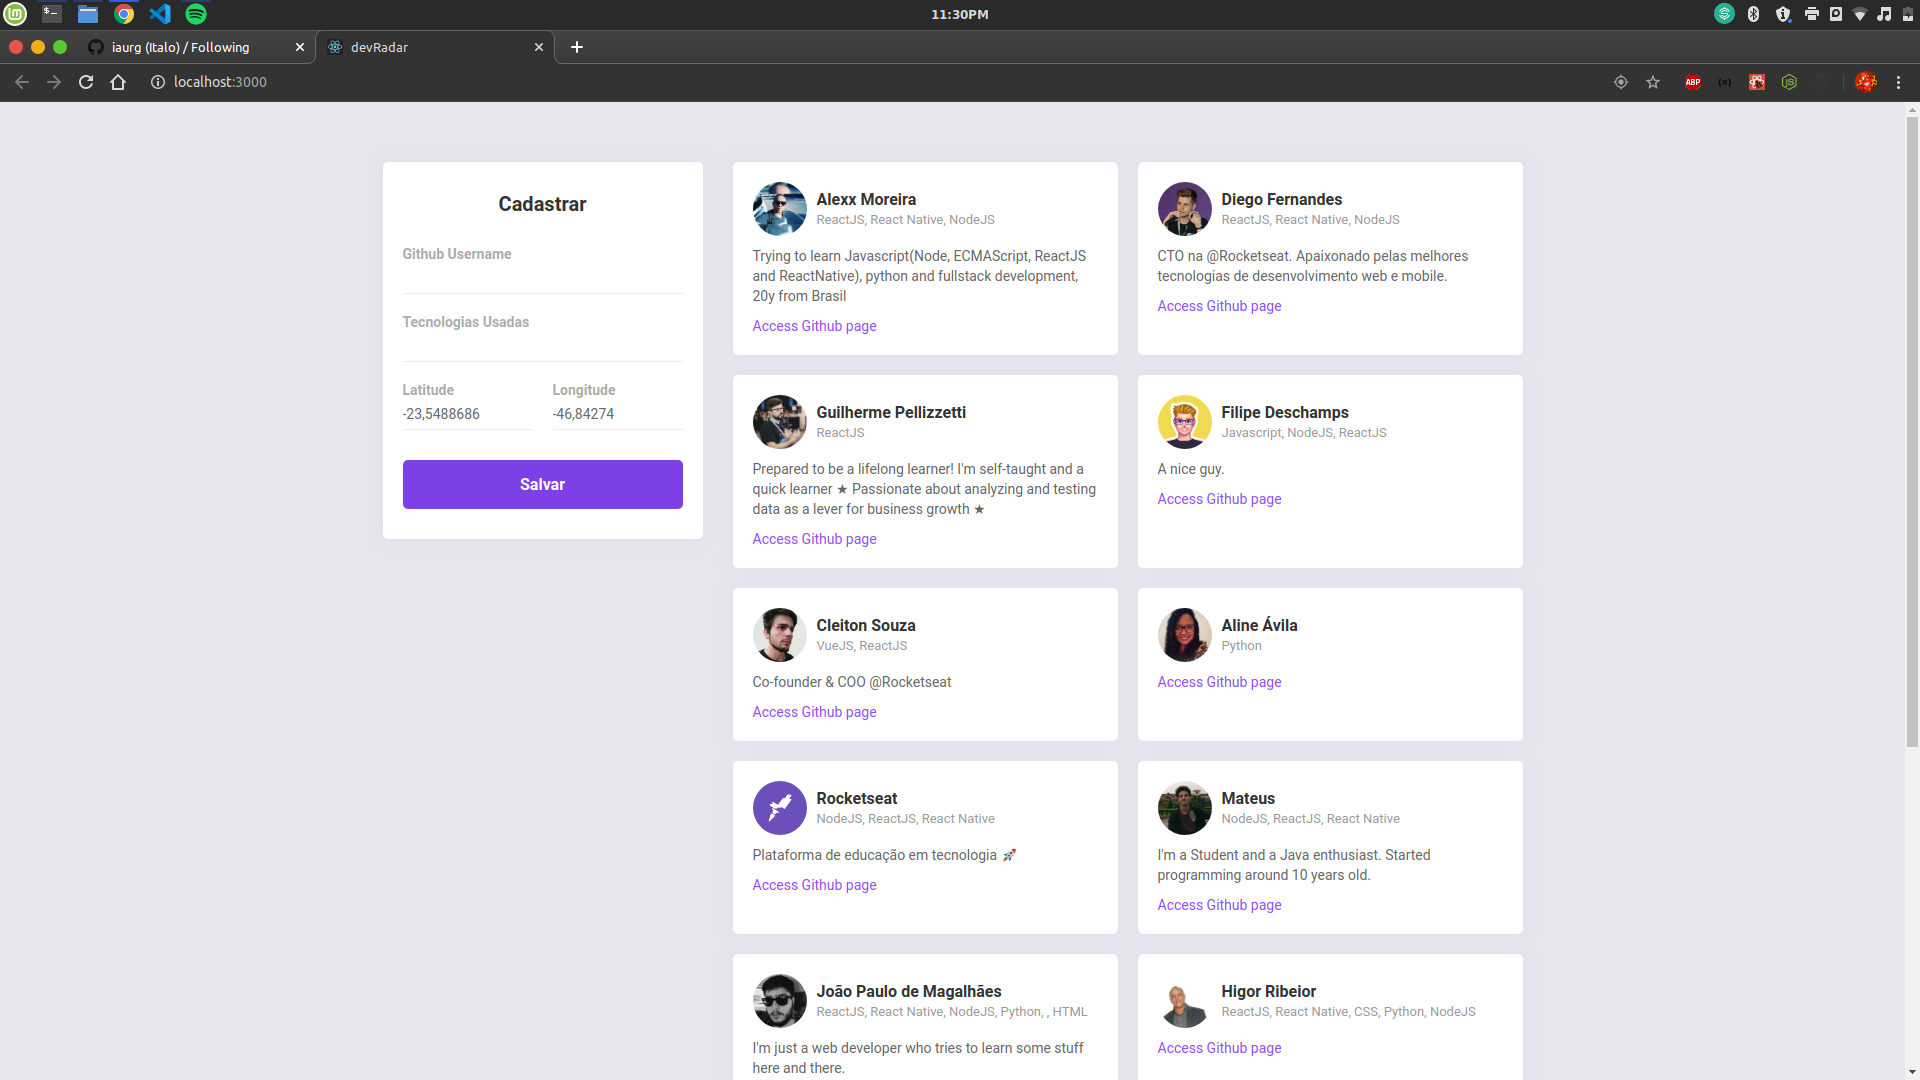 11:30PM
iaurg (Italo) / Following
devRadar
localhost:3000
ABP
Cadastrar
Github Username
Tecnologias Usadas
Latitude
Longitude
-23,5488686
-46,84274
Salvar
Alexx Moreira
ReactJS, React Native, NodeJS
Trying to learn Javascript(Node, ECMAScript, ReactJS
and ReactNative), python and fullstack development,
20y from Brasil
Access Github page
Diego Fernandes
ReactJS, React Native, NodeJS
CTO na @Rocketseat. Apaixonado pelas melhores
tecnologias de desenvolvimento web e mobile.
Access Github page
Guilherme Pellizzetti
ReactJS
Prepared to be a lifelong learner! I'm self-taught and a
quick learner ★ Passionate about analyzing and testing
data as a lever for business growth ★
Access Github page
Filipe Deschamps
Javascript, NodeJS, ReactJS
A nice guy.
Access Github page
Cleiton Souza
VueJS, ReactJS
Co-founder & COO @Rocketseat
Access Github page
Aline Ávila
Python
Access Github page
Rocketseat
NodeJS, ReactJS, React Native
Plataforma de educação em tecnologia 🚀
Access Github page
Mateus
NodeJS, ReactJS, React Native
I'm a Student and a Java enthusiast. Started
programming around 10 years old.
Access Github page
João Paulo de Magalhães
ReactJS, React Native, NodeJS, Python, , HTML
I'm just a web developer who tries to learn some stuff
here and there.
Higor Ribeior
ReactJS, React Native, CSS, Python, NodeJS
Access Github page